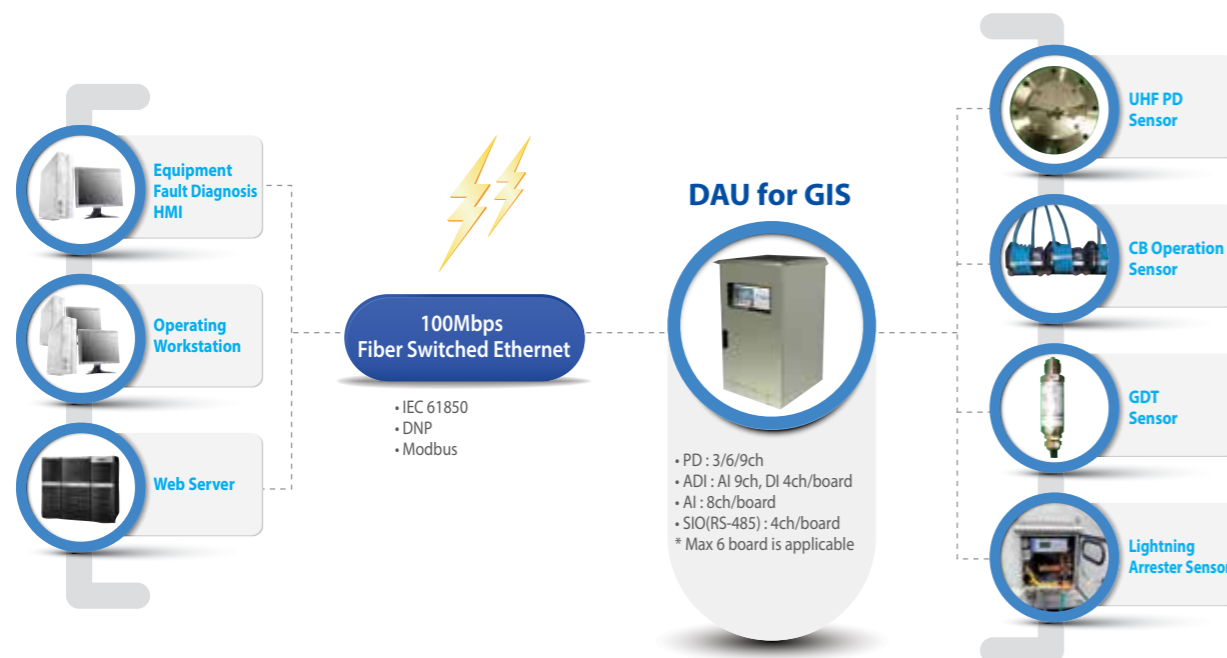 Equipment
Fault Diagnosis
HMI
Operating
Workstation
Web Server
100Mbps
Fiber Switched Ethernet
• IEC 61850
• DNP
• Modbus
DAU for GIS
• PD : 3/6/9ch
• ADI : AI 9ch, DI 4ch/board
• AI : 8ch/board
• SIO(RS-485) : 4ch/board
* Max 6 board is applicable
UHF PD
Sensor
CB Operation
Sensor
GDT
Sensor
Lightning
Arrester Sensor